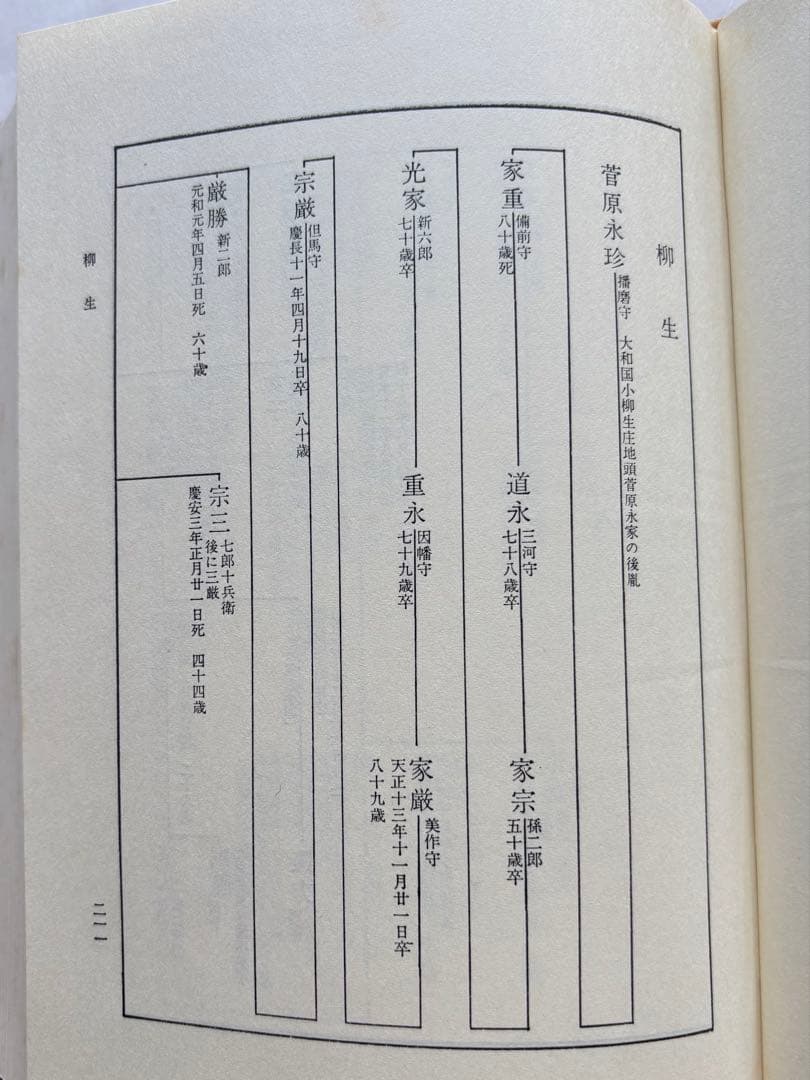 柳生
菅原永珍
播磨守　大和国小柳生庄地頭菅原永家の後胤
家重
備前守
八十歳死
道永
三河守
七十八歳卒
家宗
孫二郎
五十歳卒
光家
新六郎
七十歳卒
重永
因幡守
七十九歳卒
家厳
美作守
天正十三年十一月廿一日卒
八十九歳
宗厳
但馬守
慶長十一年四月十九日卒　八十歳
厳勝
新二郎
元和元年四月五日死　六十歳
宗三
七郎十兵衛
後に三厳
慶安三年正月廿一日死　四十四歳
柳生
二一一